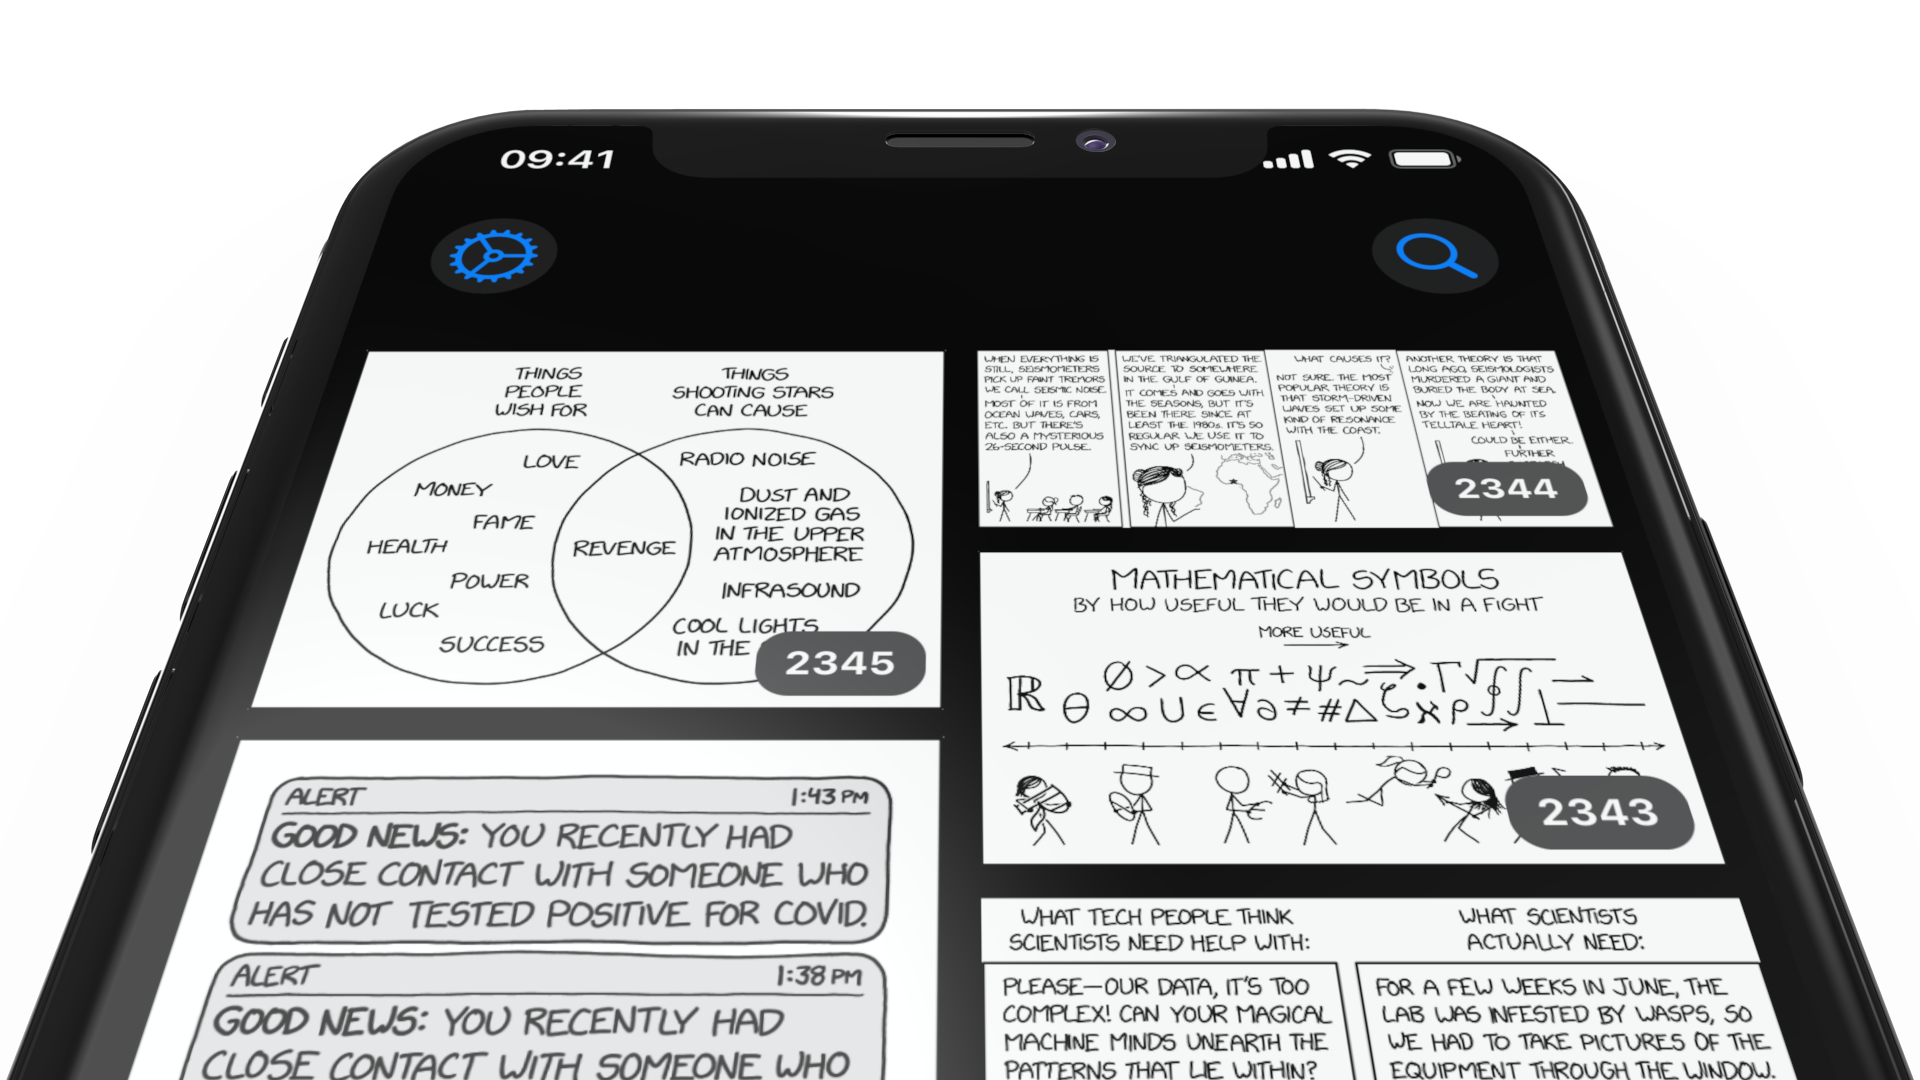 09:41
THINGS
PEOPLE
WISH FOR
THINGS
SHOOTING STARS
CAN CAUSE
LOVE
MONEY
FAME
HEALTH
POWER
LUCK
SUCCESS
REVENGE
RADIO NOISE
DUST AND
IONIZED GAS
IN THE UPPER
ATMOSPHERE
INFRASOUND
COOL LIGHTS
IN THE
2345
WHEN EVERYTHING IS
STILL, SEISMOMETERS
PICK UP FAINT TREMORS
WE CALL SEISMIC NOISE.
MOST OF IT IS FROM
OCEAN WAVES, CARS,
ETC. BUT THERE'S
ALSO A MYSTERIOUS
26-SECOND PULSE.
WE'VE TRIANGULATED THE
SOURCE TO SOMEWHERE
IN THE GULF OF GUINEA.
IT COMES AND GOES WITH
THE SEASONS, BUT IT'S
BEEN THERE SINCE AT
LEAST THE 1980s. IT'S SO
REGULAR WE USE IT TO
SYNC UP SEISMOMETERS.
WHAT CAUSES IT?
NOT SURE. THE MOST
POPULAR THEORY IS
THAT STORM-DRIVEN
WAVES SET UP SOME
KIND OF RESONANCE
WITH THE COAST.
ANOTHER THEORY IS THAT
LONG AGO, SEISMOLOGISTS
MURDERED A GIANT AND
BURIED THE BODY AT SEA.
NOW WE ARE HAUNTED
BY THE BEATING OF ITS
TELLTALE HEART!
COULD BE EITHER.
FURTHER
2344
MATHEMATICAL SYMBOLS
BY HOW USEFUL THEY WOULD BE IN A FIGHT
MORE USEFUL
ℝ θ ∅ > ∝ π + ψ ~ ⇒ · Γ √ ∯ →
∞ ∪ ∈ ∀ ∂ ≠ # Δ ζ ℵ ρ → ⊥ —
2343
ALERT 1:43 PM
GOOD NEWS: YOU RECENTLY HAD
CLOSE CONTACT WITH SOMEONE WHO
HAS NOT TESTED POSITIVE FOR COVID.
ALERT 1:38 PM
GOOD NEWS: YOU RECENTLY HAD
CLOSE CONTACT WITH SOMEONE WHO
WHAT TECH PEOPLE THINK
SCIENTISTS NEED HELP WITH:
PLEASE—OUR DATA, IT'S TOO
COMPLEX! CAN YOUR MAGICAL
MACHINE MINDS UNEARTH THE
PATTERNS THAT LIE WITHIN?
WHAT SCIENTISTS
ACTUALLY NEED:
FOR A FEW WEEKS IN JUNE, THE
LAB WAS INFESTED BY WASPS, SO
WE HAD TO TAKE PICTURES OF THE
EQUIPMENT THROUGH THE WINDOW.